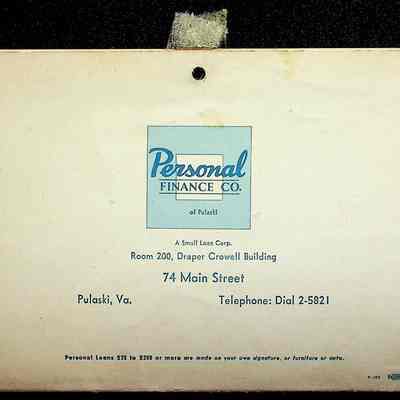 Personal
FINANCE CO.
of Pulaski
A Small Loan Corp.
Room 200, Draper Crowell Building
74 Main Street
Pulaski, Va. Telephone: Dial 2-5821
Personal Loans $25 to $300 or more are made on your own signature, or furniture or auto.